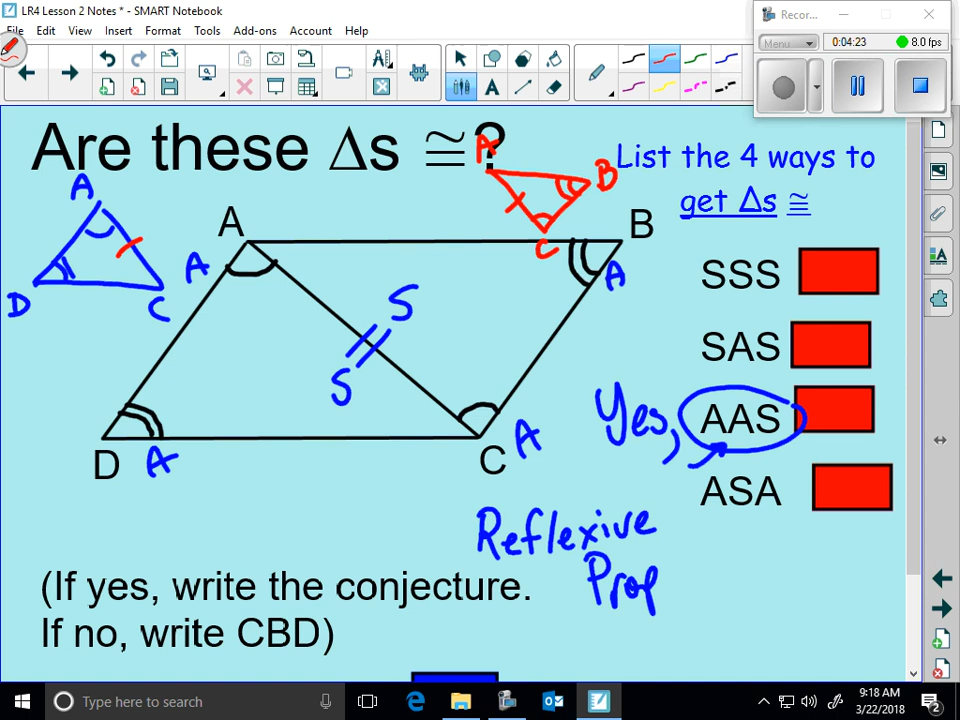 LR4 Lesson 2 Notes * - SMART Notebook
Recor...
File Edit View Insert Format Tools Add-ons Account Help
Menu
0:04:23
8.0 fps
Are these Δs ≅?
List the 4 ways to
get Δs ≅
A
D
C
A
B
C
A
B
A
A
S
S
D
A
C
A
SSS
SAS
Yes, AAS
ASA
Reflexive
Prop
(If yes, write the conjecture.
If no, write CBD)
Type here to search
9:18 AM
3/22/2018
2